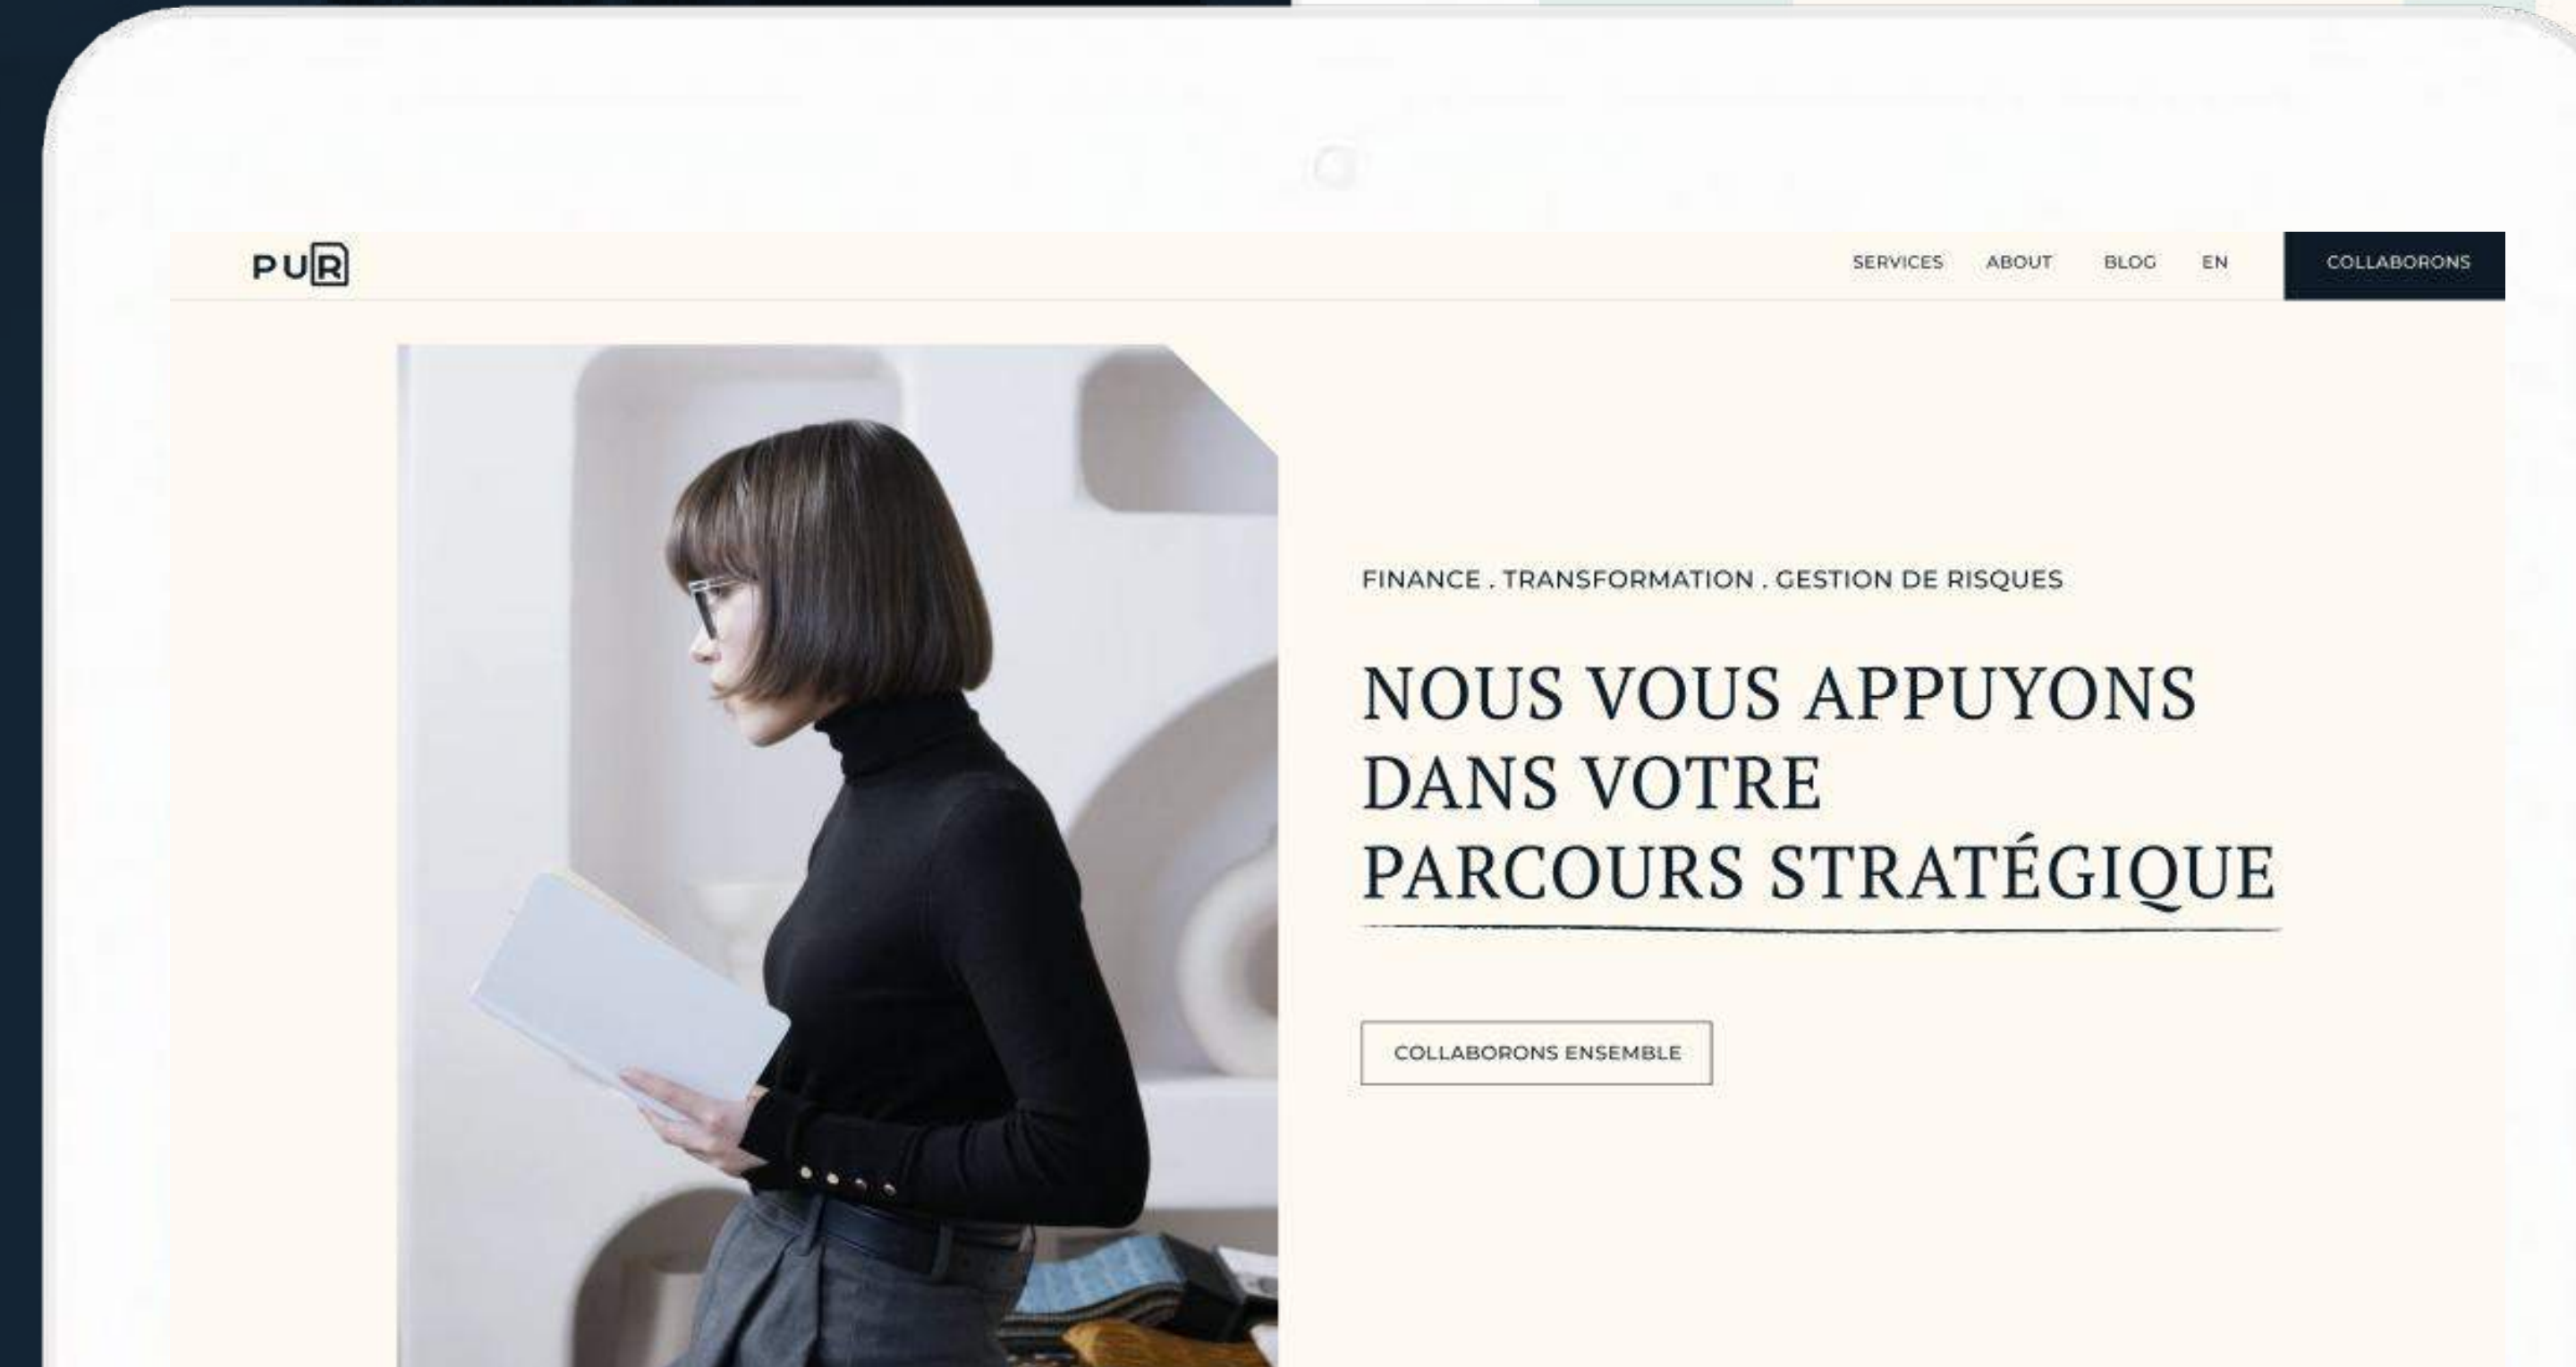 PUR
SERVICES ABOUT BLOG EN COLLABORONS
FINANCE . TRANSFORMATION . GESTION DE RISQUES
NOUS VOUS APPUYONS
DANS VOTRE
PARCOURS STRATÉGIQUE
COLLABORONS ENSEMBLE